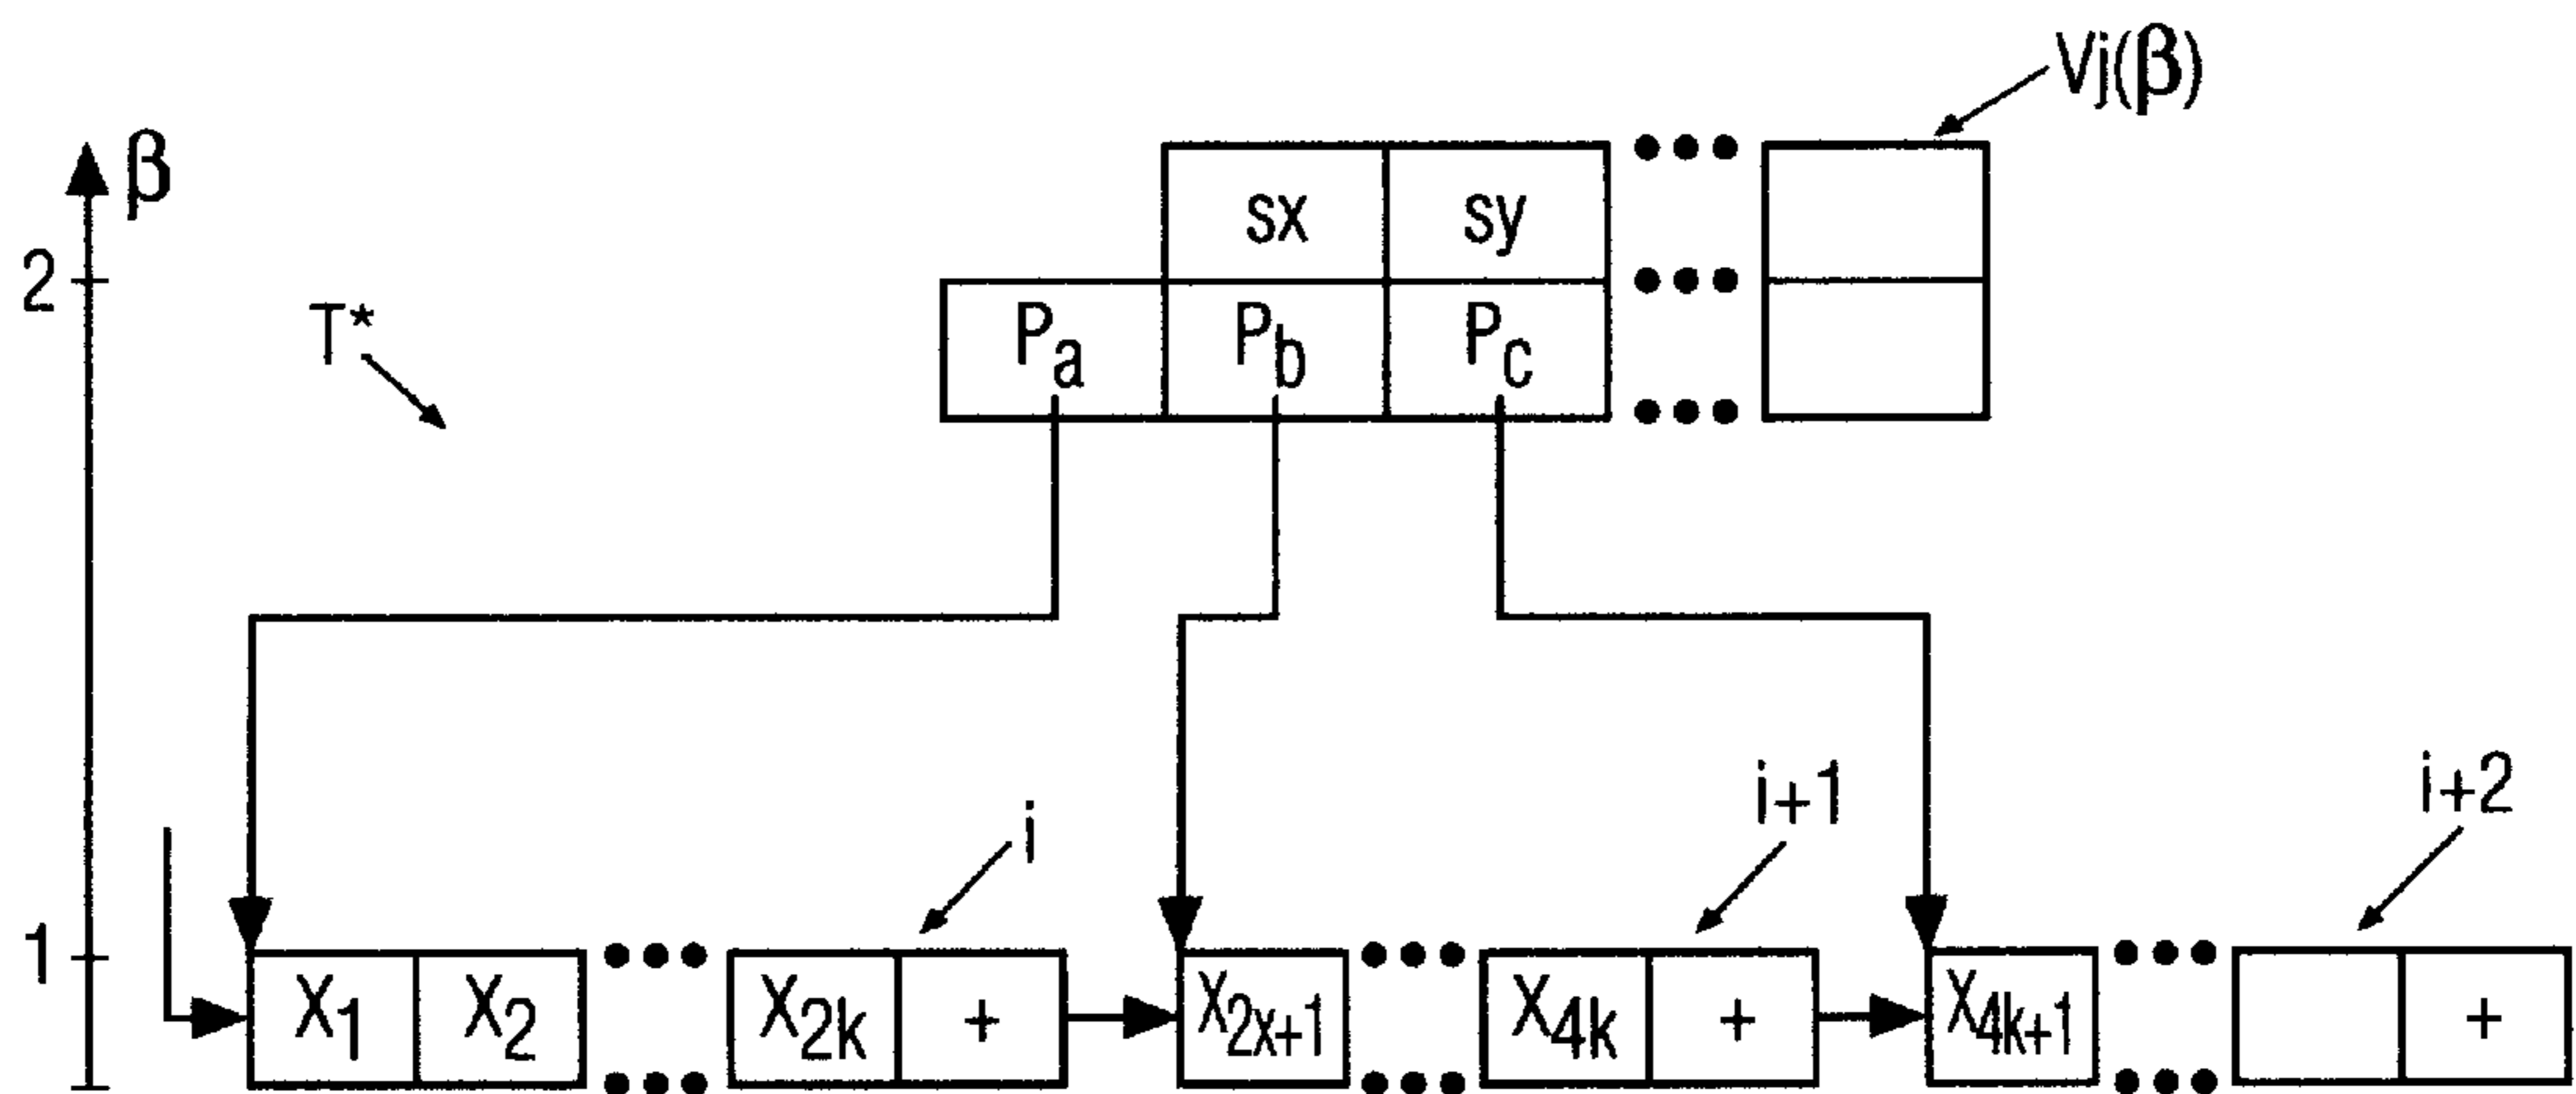 Vj(β)
β
sx sy
2
T*
Pa Pb Pc
i+1
i+2
i
1
X1 X2 X2k + X2x+1 X4k + X4k+1 +